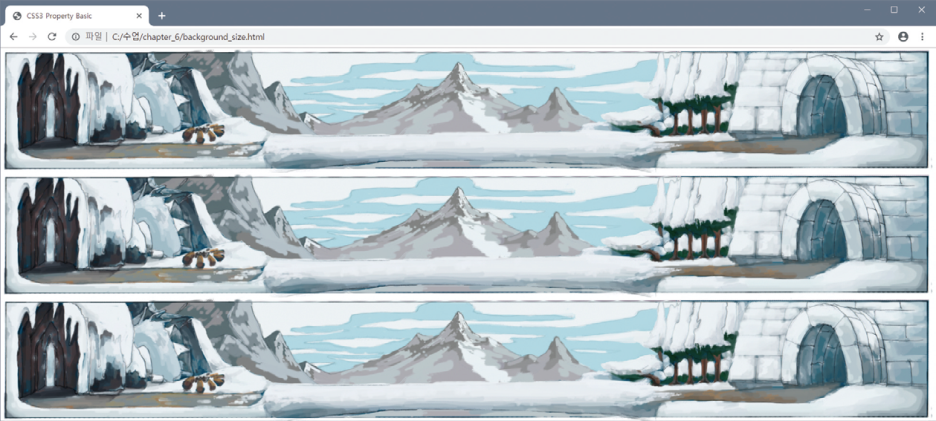 CSS3 Property Basic
파일 | C:/수업/chapter_6/background_size.html